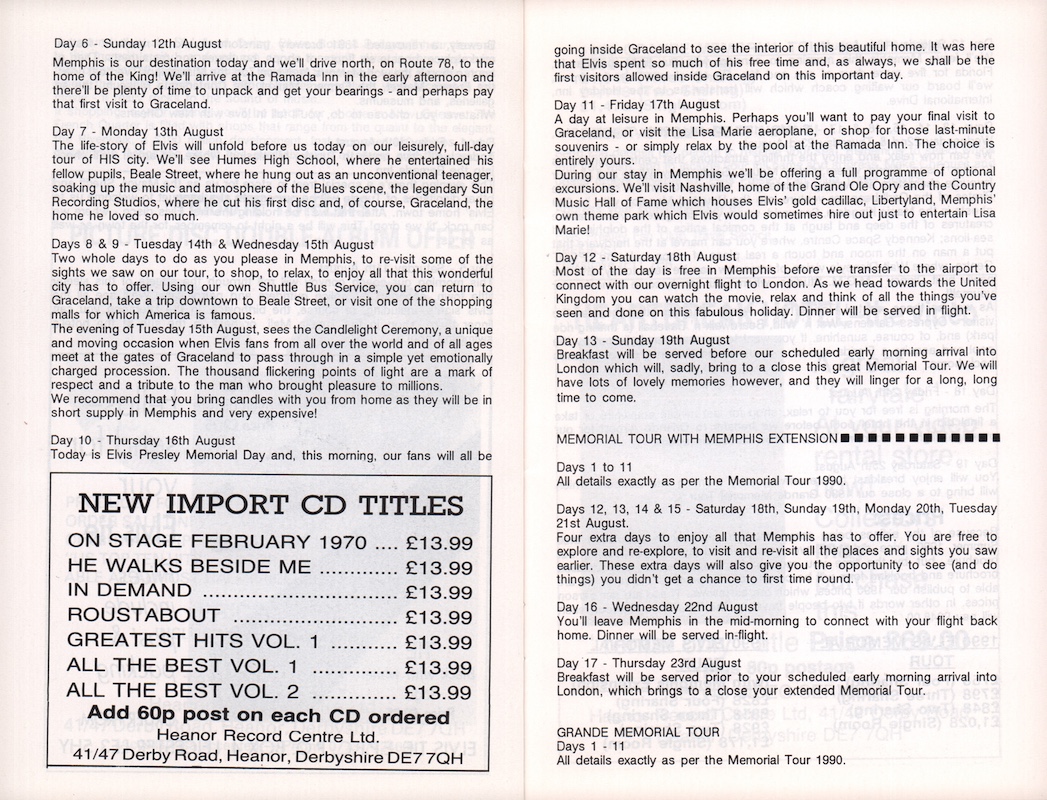 Day 6 - Sunday 12th August
Memphis is our destination today and we'll drive north, on Route 78, to the
home of the King! We'll arrive at the Ramada Inn in the early afternoon and
there'll be plenty of time to unpack and get your bearings - and perhaps pay
that first visit to Graceland.
Day 7 - Monday 13th August
The life-story of Elvis will unfold before us today on our leisurely, full-day
tour of HIS city. We'll see Humes High School, where he entertained his
fellow pupils, Beale Street, where he hung out as an unconventional teenager,
soaking up the music and atmosphere of the Blues scene, the legendary Sun
Recording Studios, where he cut his first disc and, of course, Graceland, the
home he loved so much.
Days 8 & 9 - Tuesday 14th & Wednesday 15th August
Two whole days to do as you please in Memphis, to re-visit some of the
sights we saw on our tour, to shop, to relax, to enjoy all that this wonderful
city has to offer. Using our own Shuttle Bus Service, you can return to
Graceland, take a trip downtown to Beale Street, or visit one of the shopping
malls for which America is famous.
The evening of Tuesday 15th August, sees the Candlelight Ceremony, a unique
and moving occasion when Elvis fans from all over the world and of all ages
meet at the gates of Graceland to pass through in a simple yet emotionally
charged procession. The thousand flickering points of light are a mark of
respect and a tribute to the man who brought pleasure to millions.
We recommend that you bring candles with you from home as they will be in
short supply in Memphis and very expensive!
Day 10 - Thursday 16th August
Today is Elvis Presley Memorial Day and, this morning, our fans will all be
NEW IMPORT CD TITLES
ON STAGE FEBRUARY 1970 .... £13.99
HE WALKS BESIDE ME ............. £13.99
IN DEMAND ........................ £13.99
ROUSTABOUT .................... £13.99
GREATEST HITS VOL. 1 ......... £13.99
ALL THE BEST VOL. 1 ............ £13.99
ALL THE BEST VOL. 2 ............ £13.99
Add 60p post on each CD ordered
Heanor Record Centre Ltd.
41/47 Derby Road, Heanor, Derbyshire DE7 7QH
going inside Graceland to see the interior of this beautiful home. It was here
that Elvis spent so much of his free time and, as always, we shall be the
first visitors allowed inside Graceland on this important day.
Day 11 - Friday 17th August
A day at leisure in Memphis. Perhaps you'll want to pay your final visit to
Graceland, or visit the Lisa Marie aeroplane, or shop for those last-minute
souvenirs - or simply relax by the pool at the Ramada Inn. The choice is
entirely yours.
During our stay in Memphis we'll be offering a full programme of optional
excursions. We'll visit Nashville, home of the Grand Ole Opry and the Country
Music Hall of Fame which houses Elvis' gold cadillac, Libertyland, Memphis'
own theme park which Elvis would sometimes hire out just to entertain Lisa
Marie!
Day 12 - Saturday 18th August
Most of the day is free in Memphis before we transfer to the airport to
connect with our overnight flight to London. As we head towards the United
Kingdom you can watch the movie, relax and think of all the things you've
seen and done on this fabulous holiday. Dinner will be served in flight.
Day 13 - Sunday 19th August
Breakfast will be served before our scheduled early morning arrival into
London which will, sadly, bring to a close this great Memorial Tour. We will
have lots of lovely memories however, and they will linger for a long, long
time to come.
MEMORIAL TOUR WITH MEMPHIS EXTENSION
Days 1 to 11
All details exactly as per the Memorial Tour 1990.
Days 12, 13, 14 & 15 - Saturday 18th, Sunday 19th, Monday 20th, Tuesday
21st August.
Four extra days to enjoy all that Memphis has to offer. You are free to
explore and re-explore, to visit and re-visit all the places and sights you saw
earlier. These extra days will also give you the opportunity to see (and do
things) you didn't get a chance to first time round.
Day 16 - Wednesday 22nd August
You'll leave Memphis in the mid-morning to connect with your flight back
home. Dinner will be served in-flight.
Day 17 - Thursday 23rd August
Breakfast will be served prior to your scheduled early morning arrival into
London, which brings to a close your extended Memorial Tour.
GRANDE MEMORIAL TOUR
Days 1 - 11
All details exactly as per the Memorial Tour 1990.